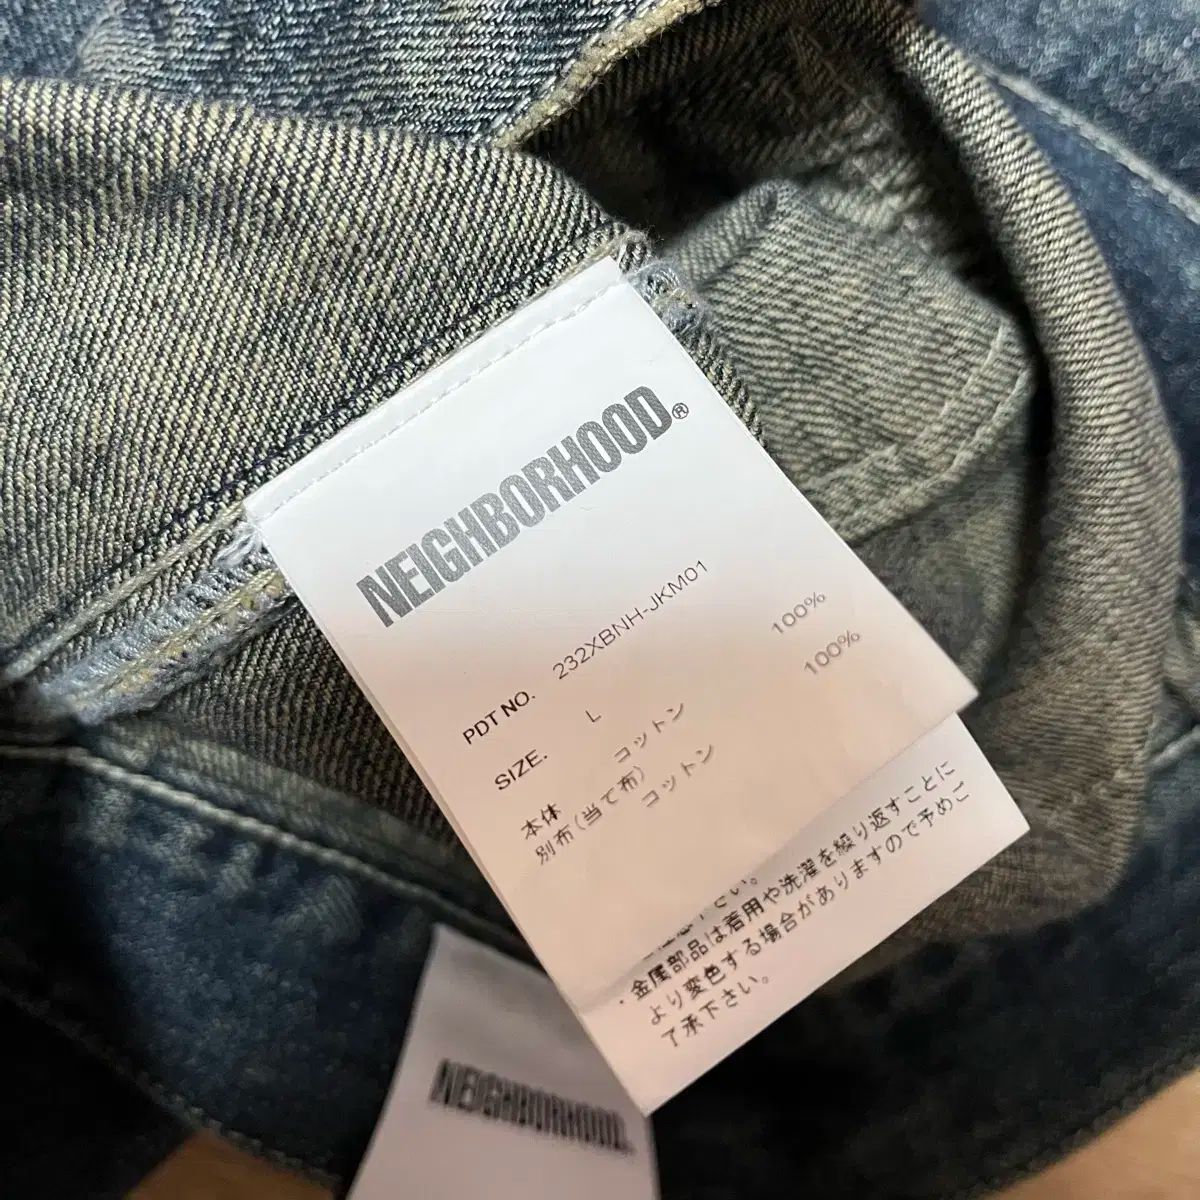 NEIGHBORHOOD®
PDT NO. 232XBNH-JKM01
SIZE. L
本体 コットン 100%
別布(当て布)
コットン 100%
下さい。
・金属部品は着用や洗濯を繰り返すことに
より変色する場合がありますので予めご
了承下さい。
NEIGHBORHOOD